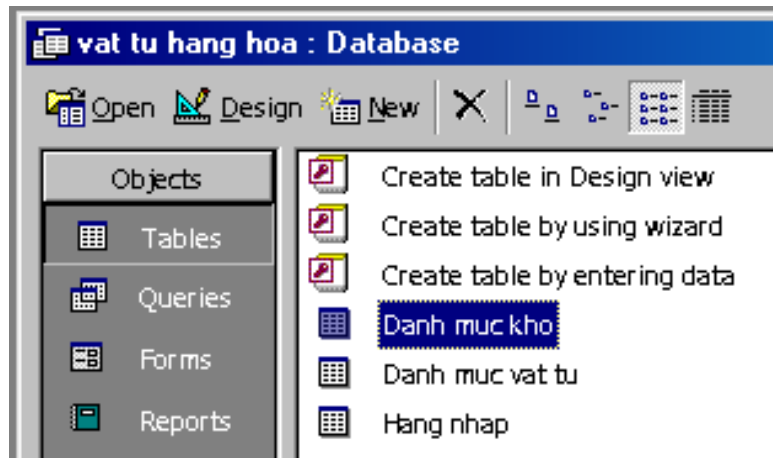 vat tu hang hoa : Database
Open Design New
Objects
Tables
Queries
Forms
Reports
Create table in Design view
Create table by using wizard
Create table by entering data
Danh muc kho
Danh muc vat tu
Hang nhap